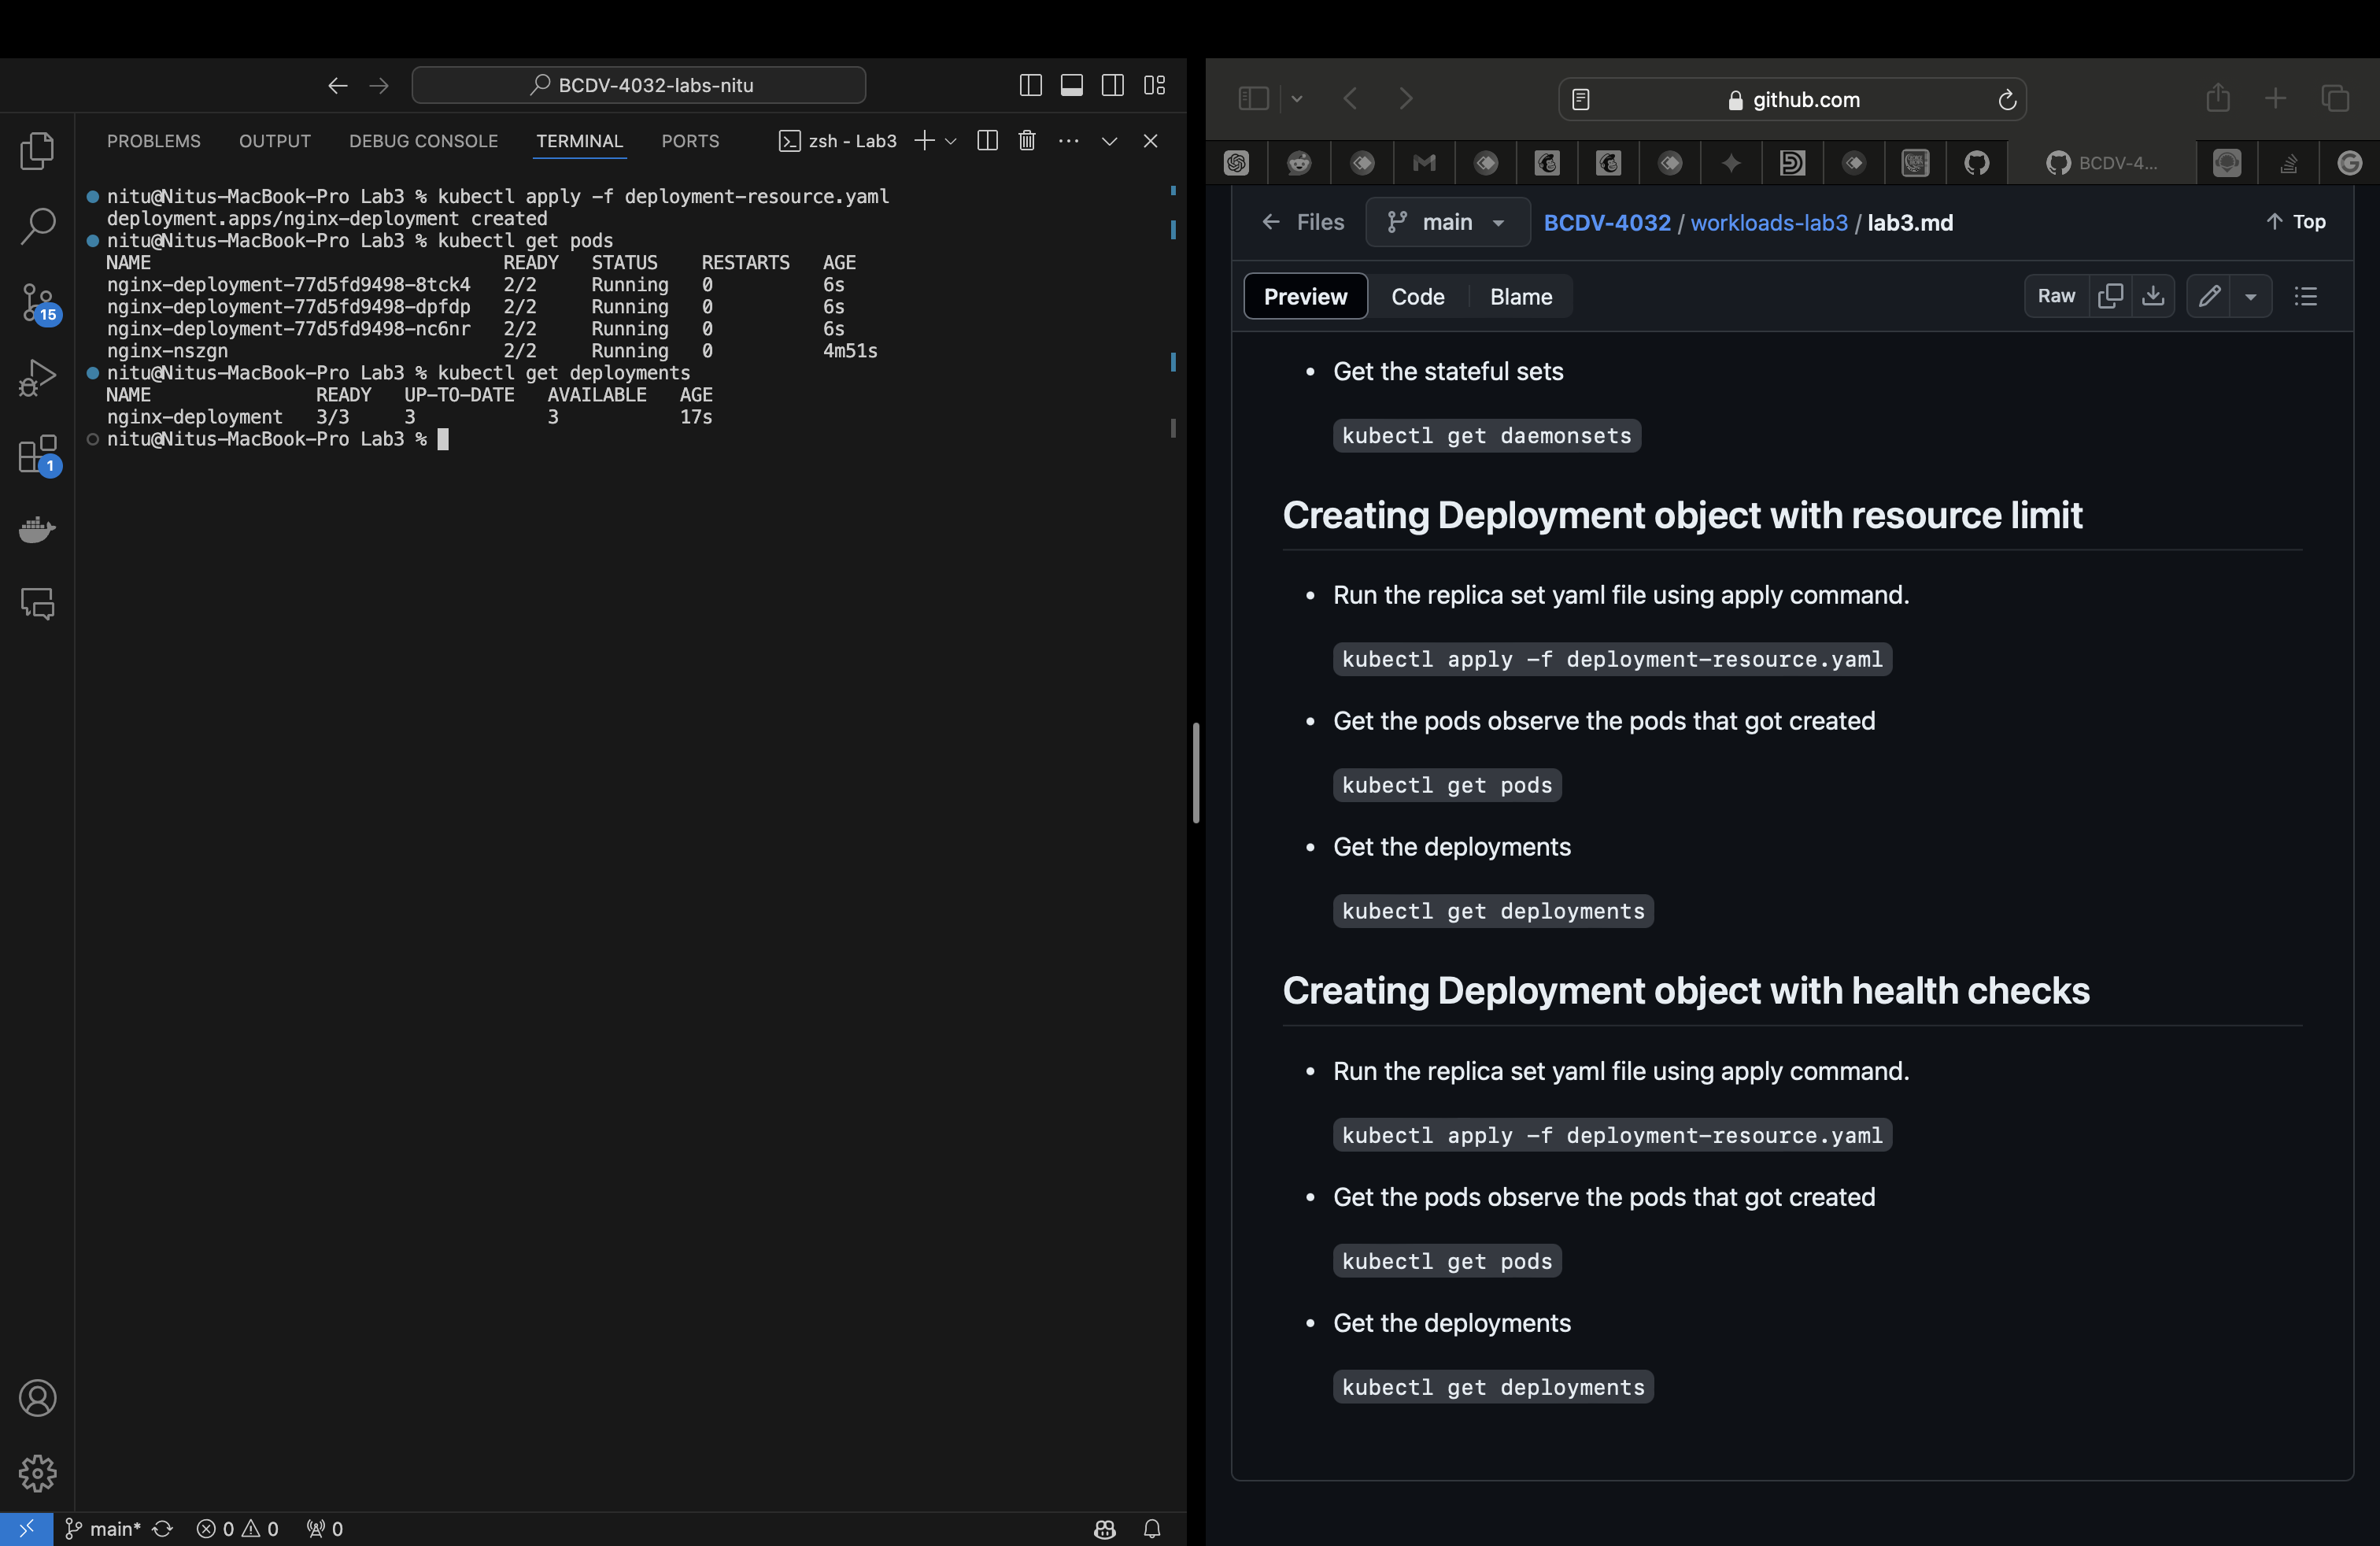 BCDV-4032-labs-nitu
PROBLEMS OUTPUT DEBUG CONSOLE TERMINAL PORTS zsh - Lab3
nitu@Nitus-MacBook-Pro Lab3 % kubectl apply -f deployment-resource.yaml
deployment.apps/nginx-deployment created
nitu@Nitus-MacBook-Pro Lab3 % kubectl get pods
NAME READY STATUS RESTARTS AGE
nginx-deployment-77d5fd9498-8tck4 2/2 Running 0 6s
nginx-deployment-77d5fd9498-dpfdp 2/2 Running 0 6s
nginx-deployment-77d5fd9498-nc6nr 2/2 Running 0 6s
nginx-nszgn 2/2 Running 0 4m51s
nitu@Nitus-MacBook-Pro Lab3 % kubectl get deployments
NAME READY UP-TO-DATE AVAILABLE AGE
nginx-deployment 3/3 3 3 17s
nitu@Nitus-MacBook-Pro Lab3 %
15
1
main* 0 0 0
github.com
BCDV-4...
Files main BCDV-4032 / workloads-lab3 / lab3.md Top
Preview Code Blame Raw
• Get the stateful sets
kubectl get daemonsets
Creating Deployment object with resource limit
• Run the replica set yaml file using apply command.
kubectl apply -f deployment-resource.yaml
• Get the pods observe the pods that got created
kubectl get pods
• Get the deployments
kubectl get deployments
Creating Deployment object with health checks
• Run the replica set yaml file using apply command.
kubectl apply -f deployment-resource.yaml
• Get the pods observe the pods that got created
kubectl get pods
• Get the deployments
kubectl get deployments